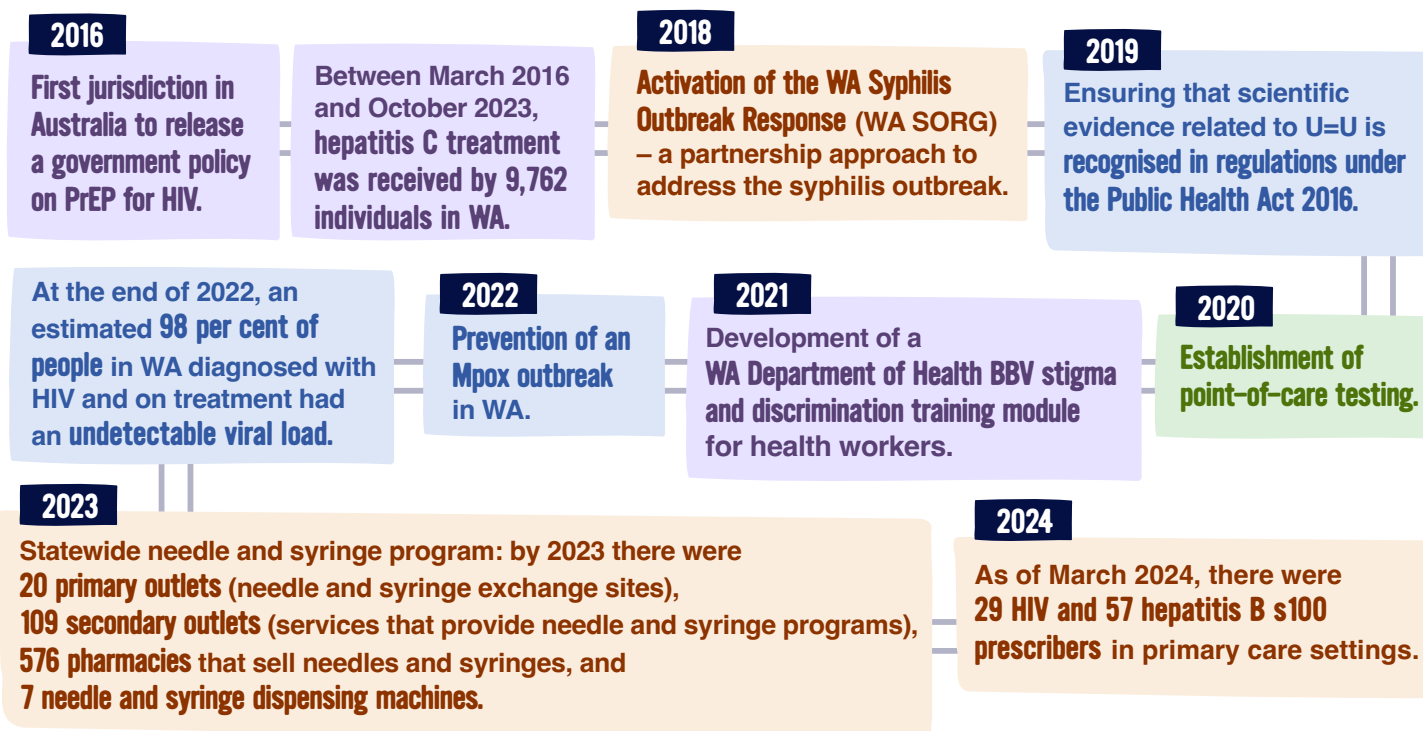 2016
First jurisdiction in
Australia to release
a government policy
on PrEP for HIV.
Between March 2016
and October 2023,
hepatitis C treatment
was received by 9,762
individuals in WA.
2018
Activation of the WA Syphilis
Outbreak Response (WA SORG)
– a partnership approach to
address the syphilis outbreak.
2019
Ensuring that scientific
evidence related to U=U is
recognised in regulations under
the Public Health Act 2016.
2020
Establishment of
point-of-care testing.
2021
Development of a
WA Department of Health BBV stigma
and discrimination training module
for health workers.
2022
Prevention of an
Mpox outbreak
in WA.
At the end of 2022, an
estimated 98 per cent of
people in WA diagnosed with
HIV and on treatment had
an undetectable viral load.
2023
Statewide needle and syringe program: by 2023 there were
20 primary outlets (needle and syringe exchange sites),
109 secondary outlets (services that provide needle and syringe programs),
576 pharmacies that sell needles and syringes, and
7 needle and syringe dispensing machines.
2024
As of March 2024, there were
29 HIV and 57 hepatitis B s100
prescribers in primary care settings.